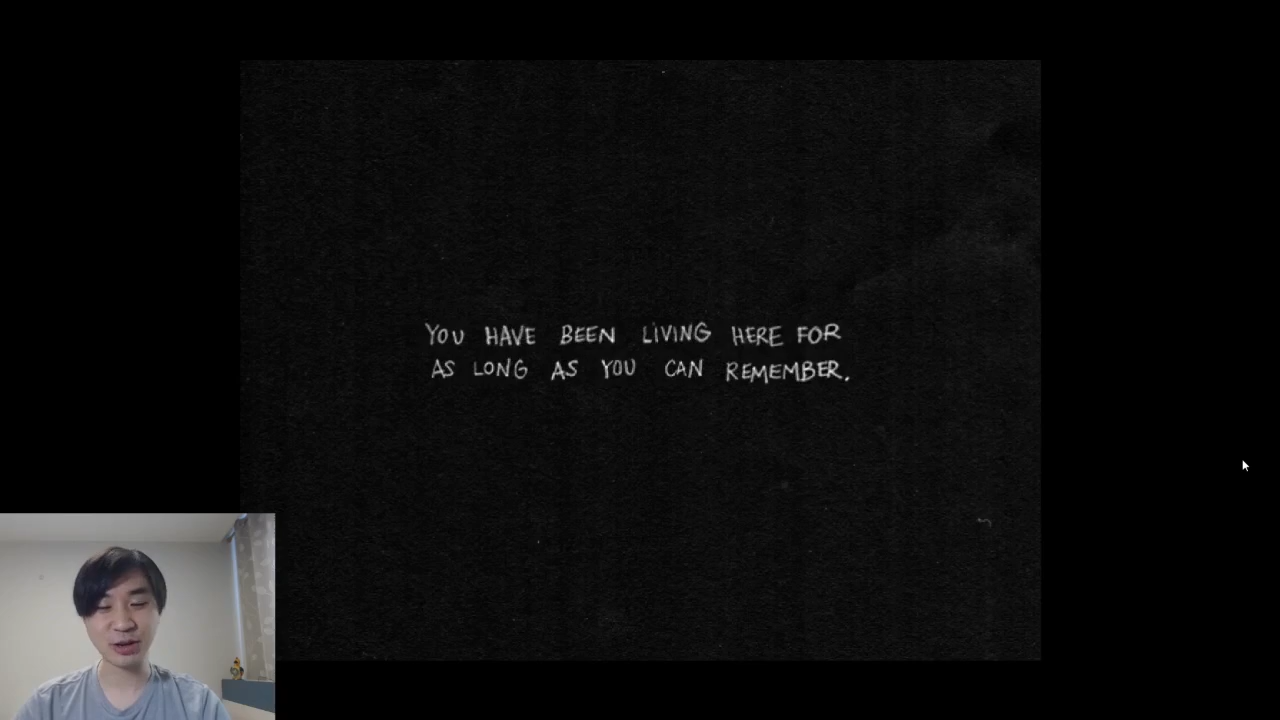 YOU HAVE BEEN LIVING HERE FOR
AS LONG AS YOU CAN REMEMBER.